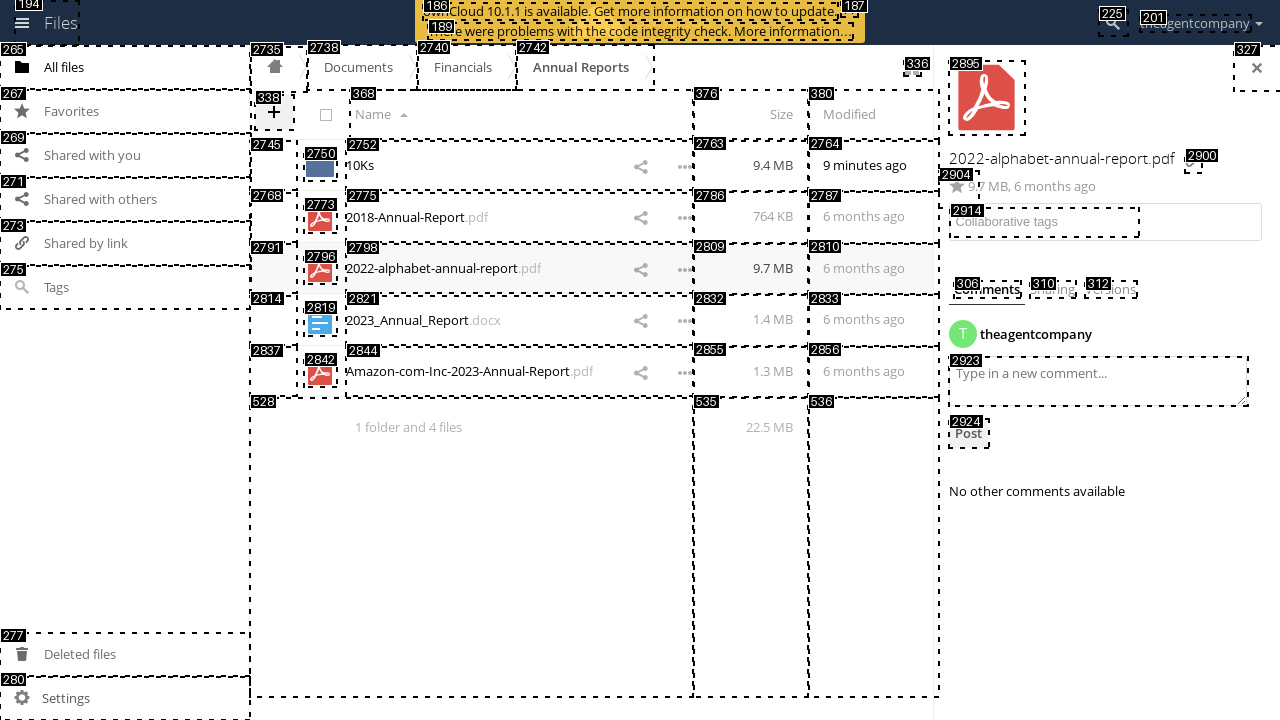 194
Files
186
ownCloud 10.1.1 is available. Get more information on how to update.
187
189
There were problems with the code integrity check. More information…
225
201
theagentcompany
265
All files
267
Favorites
269
Shared with you
271
Shared with others
273
Shared by link
275
Tags
277
Deleted files
280
Settings
2735
2738
Documents
2740
Financials
2742
Annual Reports
336
338
+
368
Name
376
Size
380
Modified
2745
2750
2752
10Ks
2763
9.4 MB
2764
9 minutes ago
2768
2773
2775
2018-Annual-Report.pdf
2786
764 KB
2787
6 months ago
2791
2796
2798
2022-alphabet-annual-report.pdf
2809
9.7 MB
2810
6 months ago
2814
2819
2821
2023_Annual_Report.docx
2832
1.4 MB
2833
6 months ago
2837
2842
2844
Amazon-com-Inc-2023-Annual-Report.pdf
2855
1.3 MB
2856
6 months ago
528
1 folder and 4 files
535
22.5 MB
536
327
2895
2022-alphabet-annual-report.pdf
2900
2904
9.7 MB, 6 months ago
2914
Collaborative tags
306
Comments
310
Sharing
312
Versions
T
theagentcompany
2923
Type in a new comment...
2924
Post
No other comments available